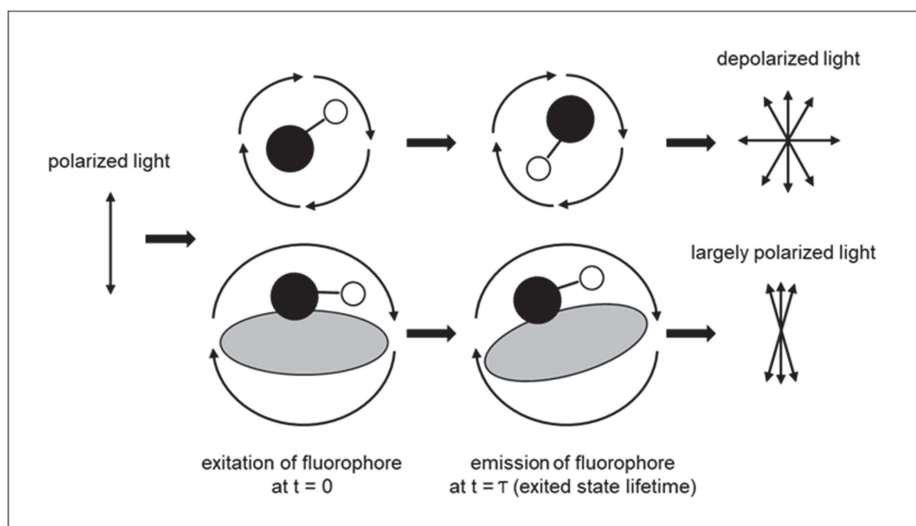 depolarized light
polarized light
largely polarized light
exitation of fluorophore
at t = 0
emission of fluorophore
at t = τ (exited state lifetime)